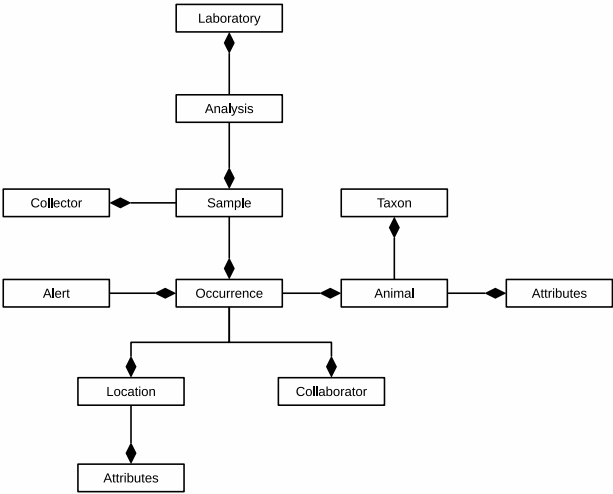 Laboratory
Analysis
Collector
Sample
Taxon
Alert
Occurrence
Animal
Attributes
Location
Collaborator
Attributes